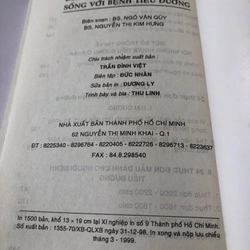 SỐNG VỚI BỆNH TIỂU ĐƯỜNG
Biên soạn: BS. NGÔ VĂN QÚY
BS. NGUYỄN THỊ KIM HƯNG
Chịu trách nhiệm xuất bản:
TRẦN ĐÌNH VIỆT
Biên tập: ĐỨC NHÂN
Sửa bản in: DƯƠNG LY
Trình bày và bìa: THU LINH
NHÀ XUẤT BẢN THÀNH PHỐ HỒ CHÍ MINH
62 NGUYỄN THỊ MINH KHAI - Q.1
ĐT: 8225340 - 8296764 - 8220405 - 8222726 - 8296713 - 8223637
FAX: 84.8.298540
In 1500 bản, khổ 13 x 19 cm tại Xí nghiệp in số 9 Thành phố Hồ Chí Minh.
Số xuất bản: 1355-70/XB-QLXB ngày 31-12-98. In xong và nộp lưu chiểu
tháng 3 - 1999.